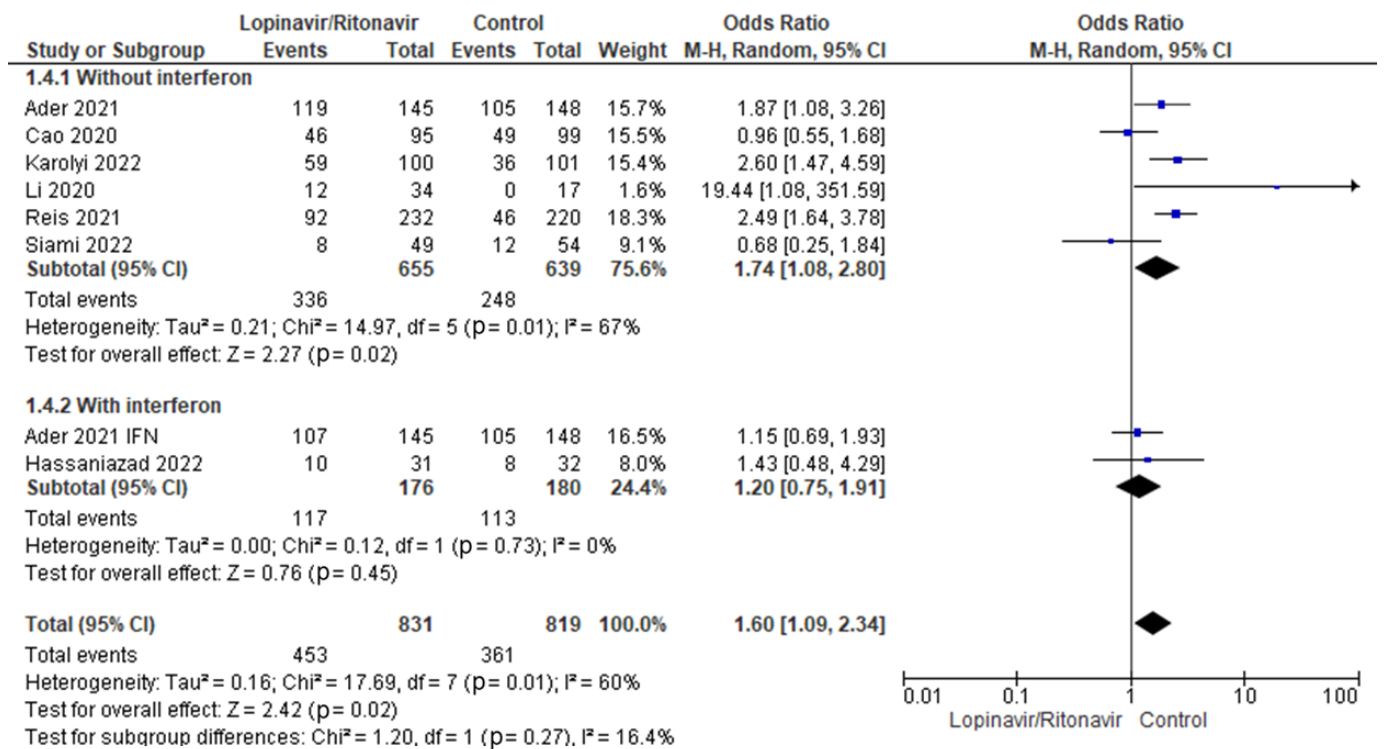 Lopinavir/Ritonavir Control Odds Ratio Odds Ratio
Study or Subgroup Events Total Events Total Weight M-H, Random, 95% CI M-H, Random, 95% CI
1.4.1 Without interferon
Ader 2021 119 145 105 148 15.7% 1.87 [1.08, 3.26]
Cao 2020 46 95 49 99 15.5% 0.96 [0.55, 1.68]
Karolyi 2022 59 100 36 101 15.4% 2.60 [1.47, 4.59]
Li 2020 12 34 0 17 1.6% 19.44 [1.08, 351.59]
Reis 2021 92 232 46 220 18.3% 2.49 [1.64, 3.78]
Siami 2022 8 49 12 54 9.1% 0.68 [0.25, 1.84]
Subtotal (95% CI) 655 639 75.6% 1.74 [1.08, 2.80]
Total events 336 248
Heterogeneity: Tau² = 0.21; Chi² = 14.97, df = 5 (p = 0.01); I² = 67%
Test for overall effect: Z = 2.27 (p = 0.02)
1.4.2 With interferon
Ader 2021 IFN 107 145 105 148 16.5% 1.15 [0.69, 1.93]
Hassaniazad 2022 10 31 8 32 8.0% 1.43 [0.48, 4.29]
Subtotal (95% CI) 176 180 24.4% 1.20 [0.75, 1.91]
Total events 117 113
Heterogeneity: Tau² = 0.00; Chi² = 0.12, df = 1 (p = 0.73); I² = 0%
Test for overall effect: Z = 0.76 (p = 0.45)
Total (95% CI) 831 819 100.0% 1.60 [1.09, 2.34]
Total events 453 361
Heterogeneity: Tau² = 0.16; Chi² = 17.69, df = 7 (p = 0.01); I² = 60%
Test for overall effect: Z = 2.42 (p = 0.02)
Test for subgroup differences: Chi² = 1.20, df = 1 (p = 0.27), I² = 16.4%
0.01 0.1 1 10 100
Lopinavir/Ritonavir Control